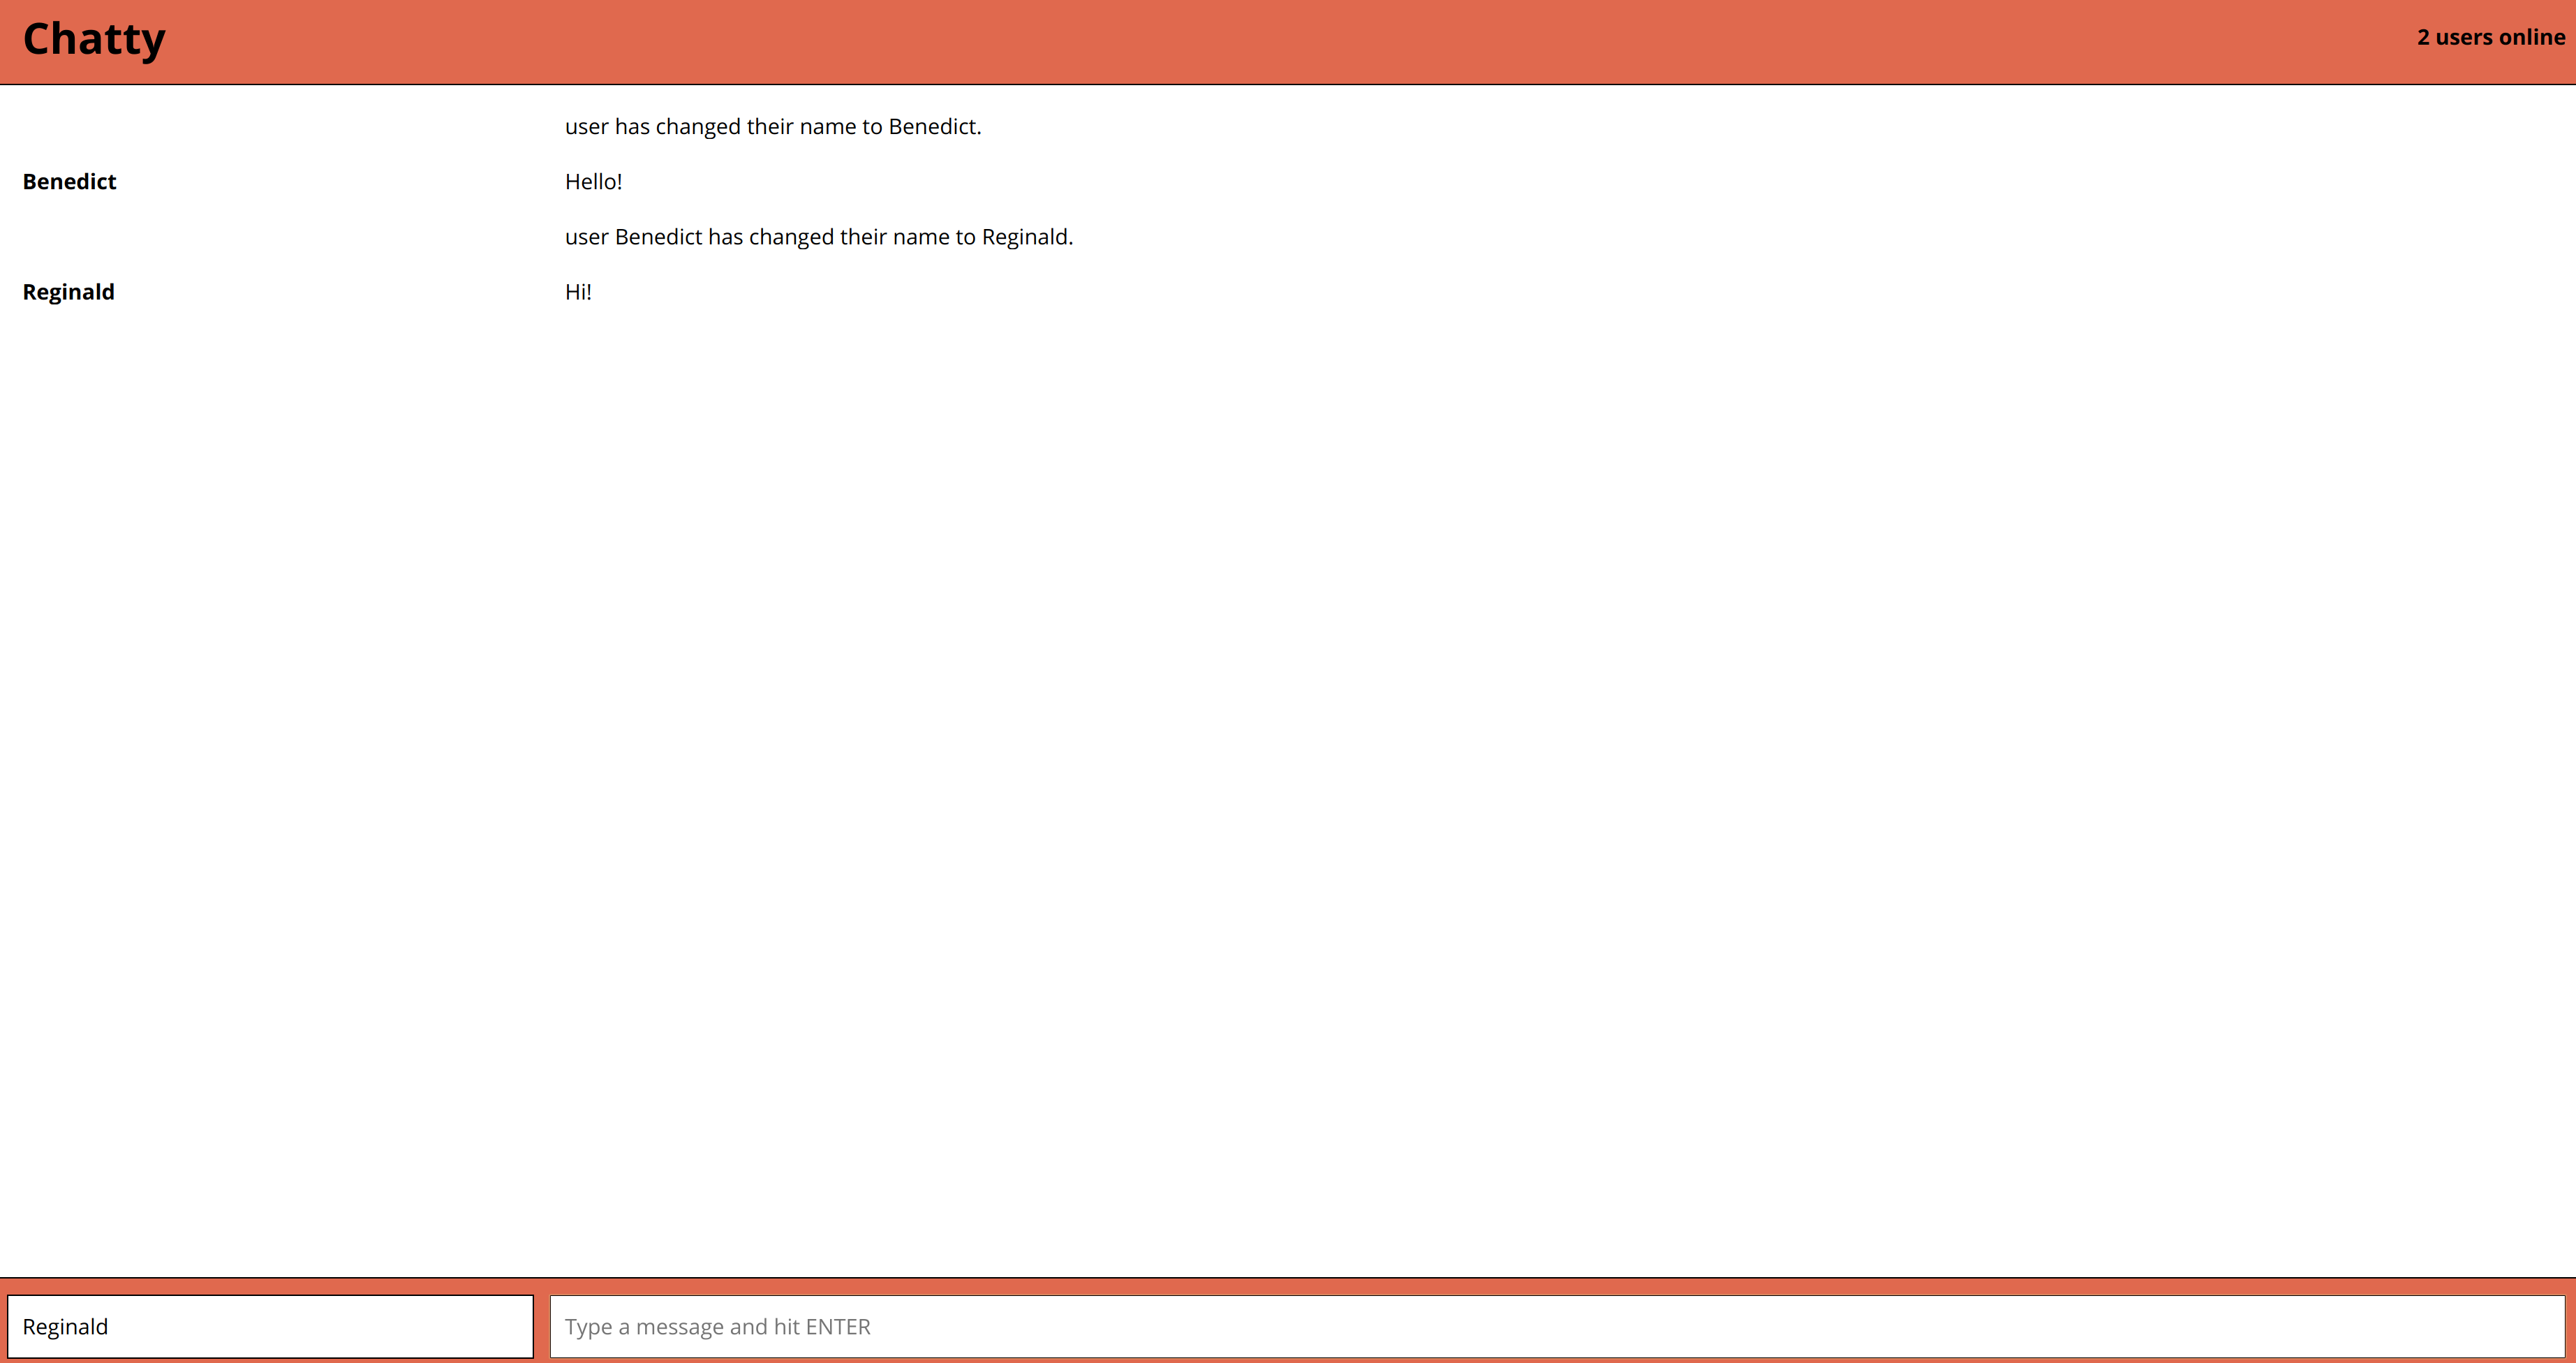 Chatty
2 users online
user has changed their name to Benedict.
Benedict Hello!
user Benedict has changed their name to Reginald.
Reginald Hi!
Reginald Type a message and hit ENTER